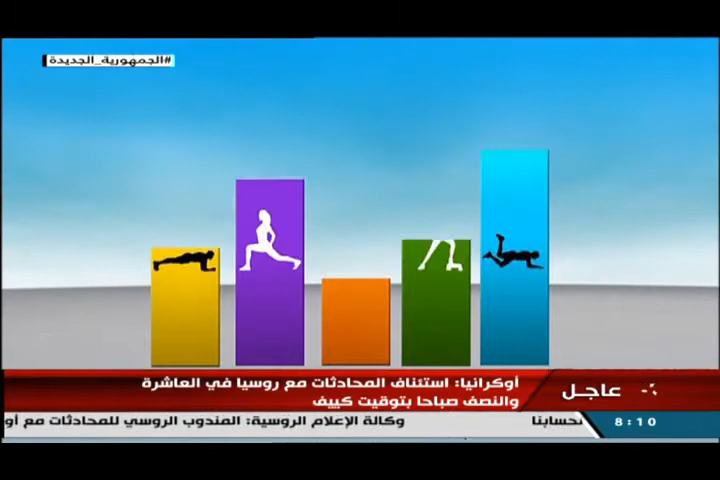 #الجمهورية_الجديدة
عاجل
أوكرانيا: استئناف المحادثات مع روسيا في العاشرة
والنصف صباحا بتوقيت كييف
8:10
وكالة الإعلام الروسية: المندوب الروسي للمحادثات مع